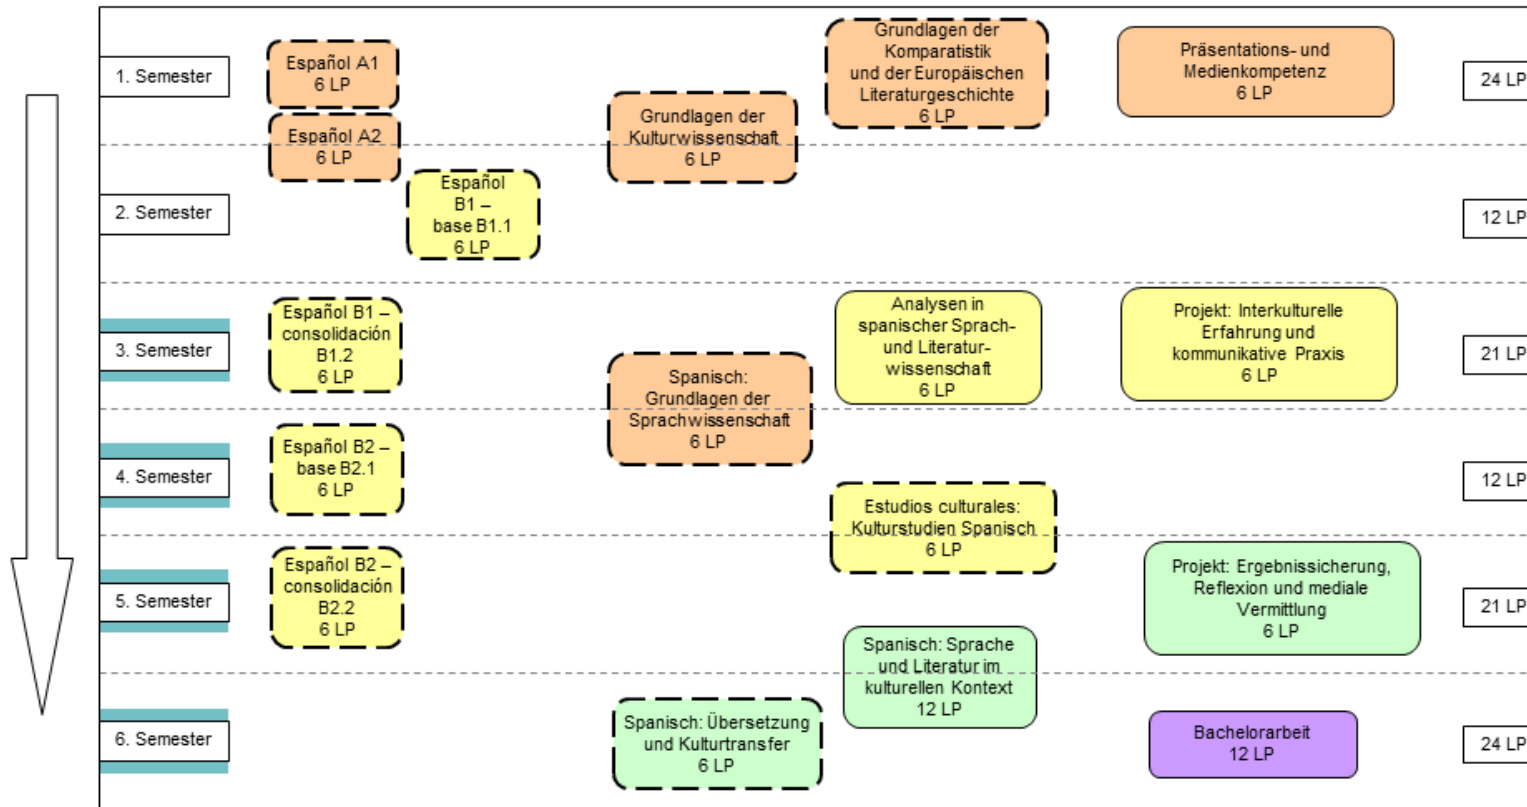 1. Semester
Español A1
6 LP
Grundlagen der
Komparatistik
und der Europäischen
Literaturgeschichte
6 LP
Präsentations- und
Medienkompetenz
6 LP
24 LP
Español A2
6 LP
Grundlagen der
Kulturwissenschaft
6 LP
2. Semester
Español
B1 –
base B1.1
6 LP
12 LP
3. Semester
Español B1 –
consolidación
B1.2
6 LP
Analysen in
spanischer Sprach-
und Literatur-
wissenschaft
6 LP
Projekt: Interkulturelle
Erfahrung und
kommunikative Praxis
6 LP
21 LP
Spanisch:
Grundlagen der
Sprachwissenschaft
6 LP
4. Semester
Español B2 –
base B2.1
6 LP
12 LP
Estudios culturales:
Kulturstudien Spanisch
6 LP
5. Semester
Español B2 –
consolidación
B2.2
6 LP
Projekt: Ergebnissicherung,
Reflexion und mediale
Vermittlung
6 LP
21 LP
Spanisch: Sprache
und Literatur im
kulturellen Kontext
12 LP
6. Semester
Spanisch: Übersetzung
und Kulturtransfer
6 LP
Bachelorarbeit
12 LP
24 LP